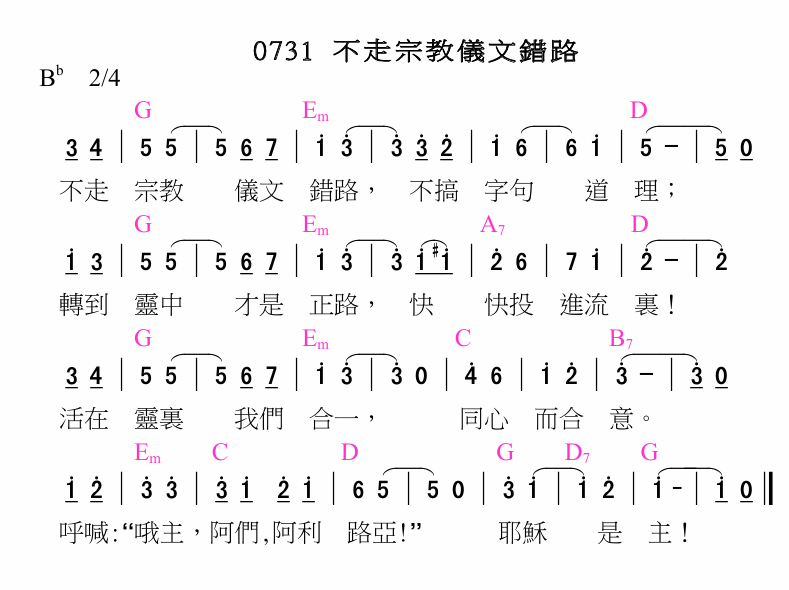 0731 不走宗教儀文錯路
Bb 2/4
G Em D
3 4 | 5 5 | 5 6 7 | i 3̇ | 3̇ 3̇ 2̇ | i 6 | 6 i | 5 – | 5 0
不走 宗教 儀文 錯路， 不搞 字句 道 理；
G Em A7 D
i 3 | 5 5 | 5 6 7 | i 3̇ | 3̇ i #i | 2̇ 6 | 7 i | 2̇ – | 2̇
轉到 靈中 才是 正路， 快 快投 進流 裏！
G Em C B7
3 4 | 5 5 | 5 6 7 | i 3̇ | 3̇ 0 | 4̇ 6 | i 2̇ | 3̇ – | 3̇ 0
活在 靈裏 我們 合一， 同心 而合 意。
Em C D G D7 G
i 2̇ | 3̇ 3̇ | 3̇ i 2̇ i | 6 5 | 5 0 | 3̇ i | i 2̇ | i - | i 0 ‖
呼喊:“哦主，阿們,阿利 路亞!” 耶穌 是 主！